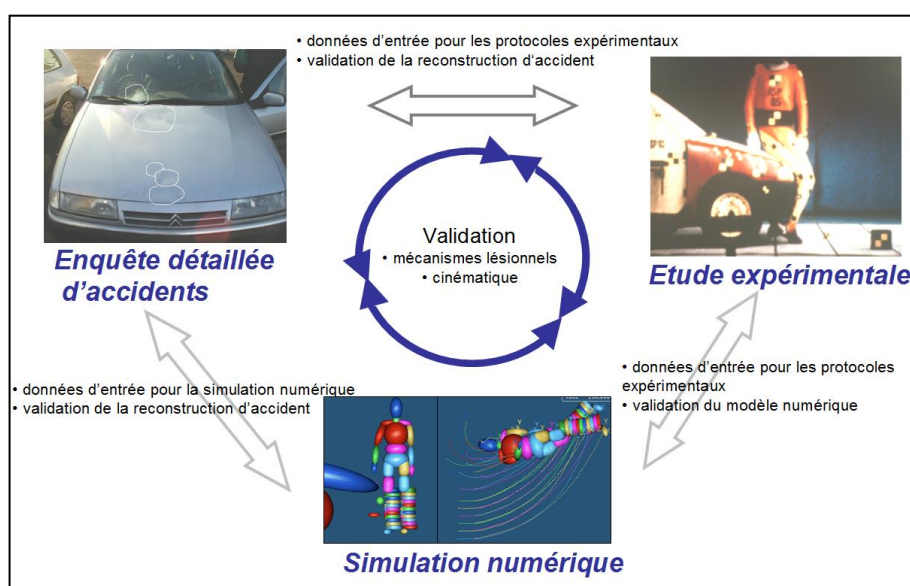 • données d'entrée pour les protocoles expérimentaux
• validation de la reconstruction d'accident
Enquête détaillée
d'accidents
Validation
• mécanismes lésionnels
• cinématique
Etude expérimentale
• données d'entrée pour la simulation numérique
• validation de la reconstruction d'accident
• données d'entrée pour les protocoles
expérimentaux
• validation du modèle numérique
Simulation numérique